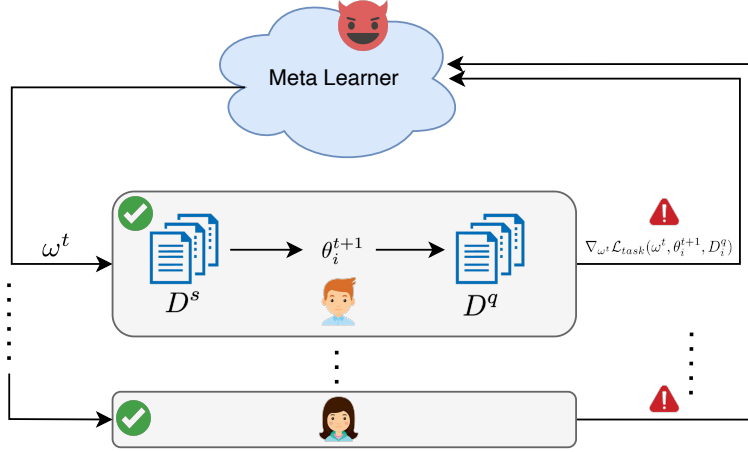 Meta Learner
ω^t
D^s
θ_i^{t+1}
D^q
∇_{ω^t} ℒ_{task}(ω^t, θ_i^{t+1}, D_i^q)